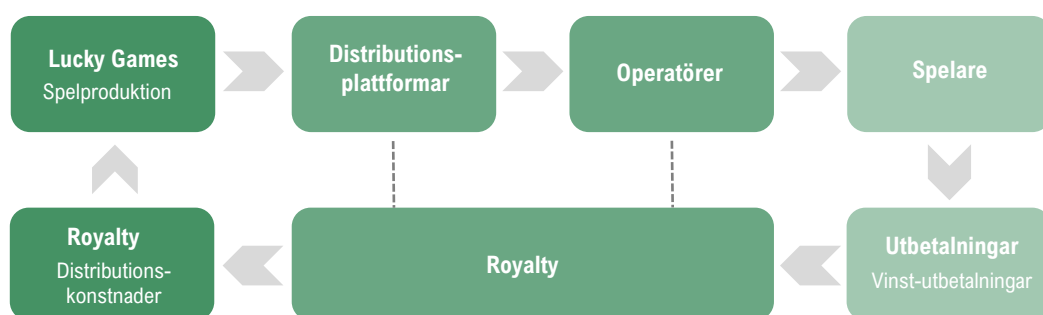 Lucky Games
Spelproduktion
Distributions-
plattformar
Operatörer
Spelare
Royalty
Distributions-
konstnader
Royalty
Utbetalningar
Vinst-utbetalningar